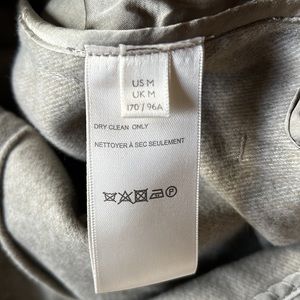 US M
UK M
170 / 96A
DRY CLEAN ONLY
NETTOYER À SEC SEULEMENT
P